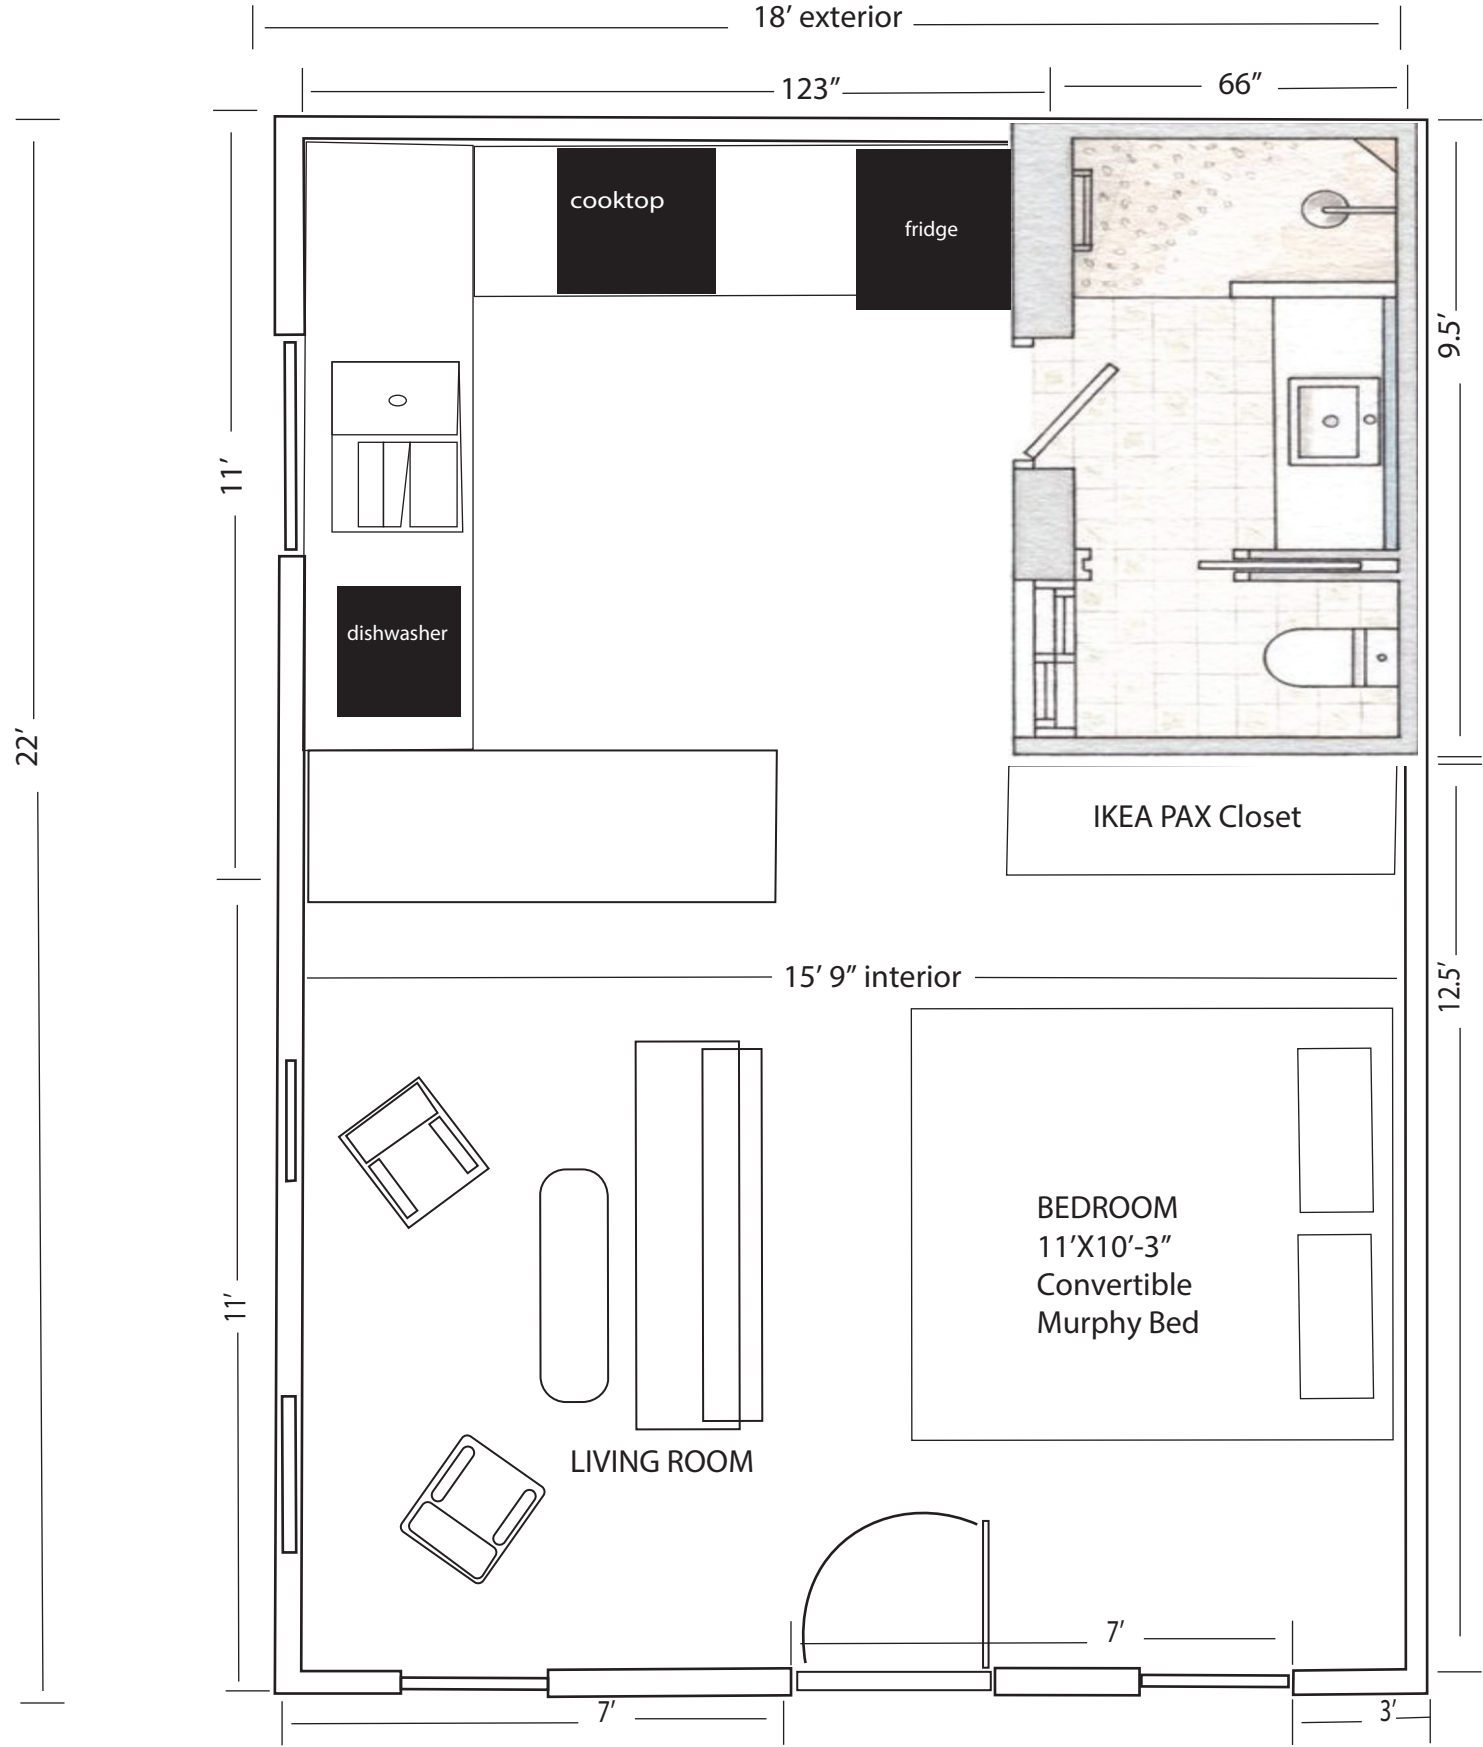 18’ exterior
123”
66”
cooktop
fridge
9.5’
11’
dishwasher
22’
IKEA PAX Closet
15’ 9” interior
12.5’
BEDROOM
11’X10’-3”
Convertible
Murphy Bed
11’
LIVING ROOM
7’
7’
3’